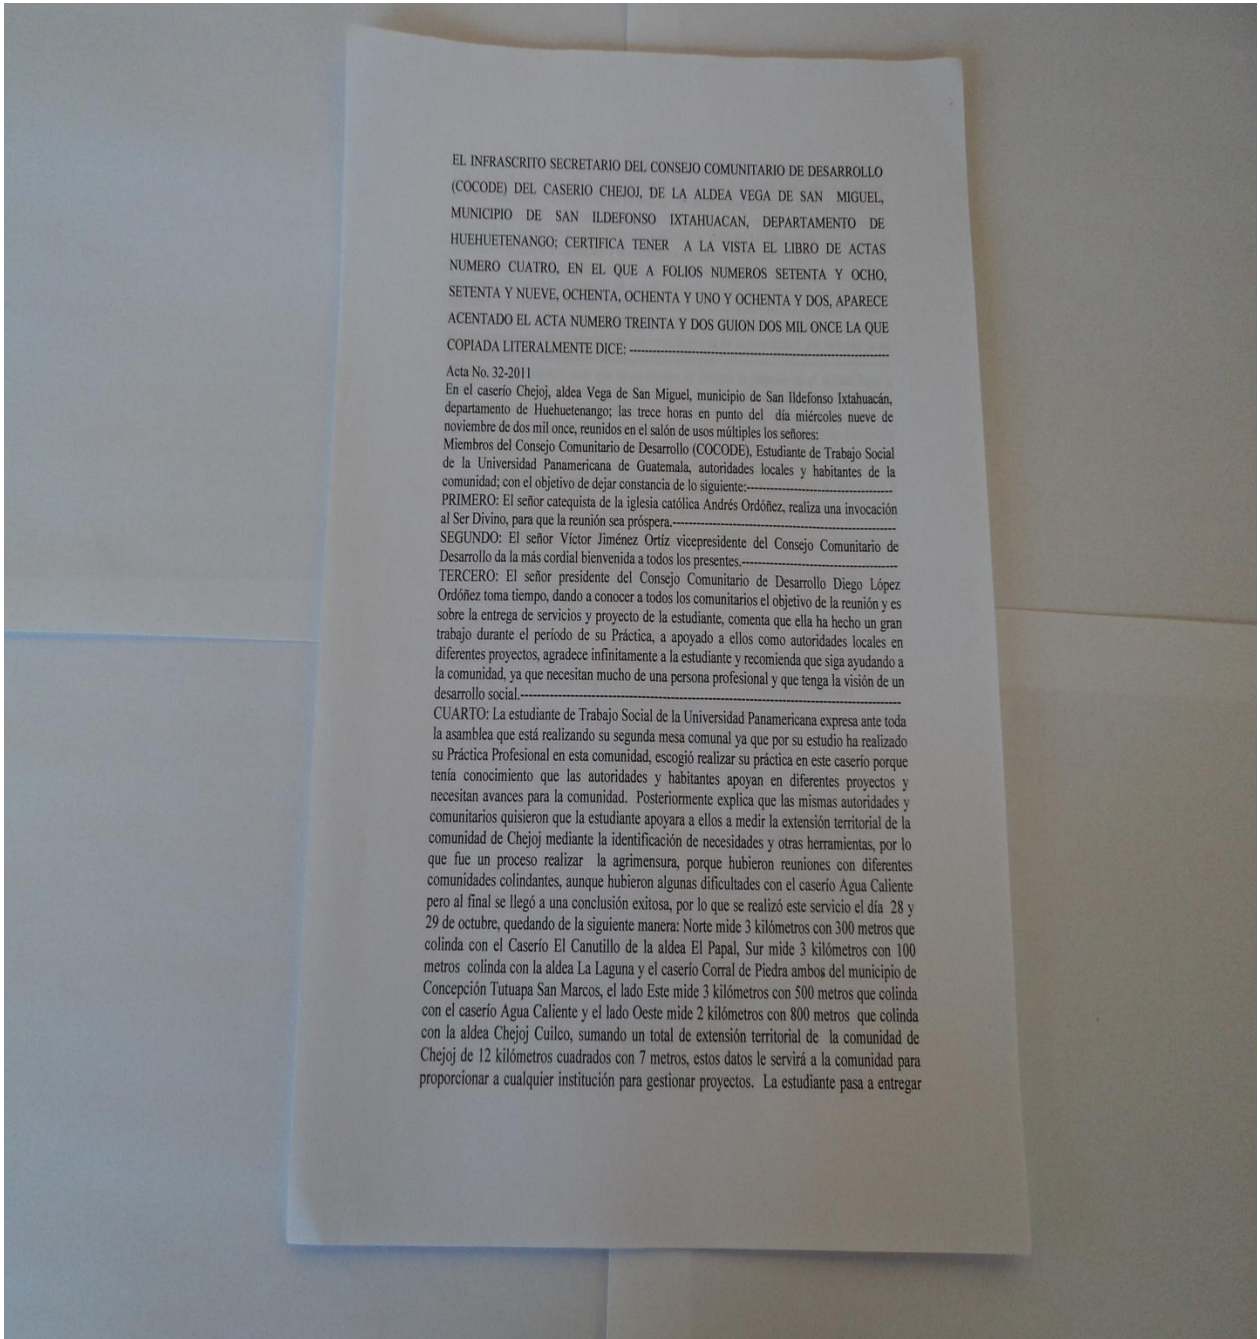 EL INFRASCRITO SECRETARIO DEL CONSEJO COMUNITARIO DE DESARROLLO
(COCODE) DEL CASERIO CHEJOJ, DE LA ALDEA VEGA DE SAN MIGUEL,
MUNICIPIO DE SAN ILDEFONSO IXTAHUACAN, DEPARTAMENTO DE
HUEHUETENANGO; CERTIFICA TENER A LA VISTA EL LIBRO DE ACTAS
NUMERO CUATRO, EN EL QUE A FOLIOS NUMEROS SETENTA Y OCHO,
SETENTA Y NUEVE, OCHENTA, OCHENTA Y UNO Y OCHENTA Y DOS, APARECE
ACENTADO EL ACTA NUMERO TREINTA Y DOS GUION DOS MIL ONCE LA QUE
COPIADA LITERALMENTE DICE: ------------------------------------------------------------
Acta No. 32-2011
En el caserío Chejoj, aldea Vega de San Miguel, municipio de San Ildefonso Ixtahuacán,
departamento de Huehuetenango; las trece horas en punto del día miércoles nueve de
noviembre de dos mil once, reunidos en el salón de usos múltiples los señores:
Miembros del Consejo Comunitario de Desarrollo (COCODE), Estudiante de Trabajo Social
de la Universidad Panamericana de Guatemala, autoridades locales y habitantes de la
comunidad; con el objetivo de dejar constancia de lo siguiente:-----------------------------------
PRIMERO: El señor catequista de la iglesia católica Andrés Ordóñez, realiza una invocación
al Ser Divino, para que la reunión sea próspera.-----------------------------------------------------
SEGUNDO: El señor Víctor Jiménez Ortíz vicepresidente del Consejo Comunitario de
Desarrollo da la más cordial bienvenida a todos los presentes.-------------------------------------
TERCERO: El señor presidente del Consejo Comunitario de Desarrollo Diego López
Ordóñez toma tiempo, dando a conocer a todos los comunitarios el objetivo de la reunión y es
sobre la entrega de servicios y proyecto de la estudiante, comenta que ella ha hecho un gran
trabajo durante el período de su Práctica, a apoyado a ellos como autoridades locales en
diferentes proyectos, agradece infinitamente a la estudiante y recomienda que siga ayudando a
la comunidad, ya que necesitan mucho de una persona profesional y que tenga la visión de un
desarrollo social.-----------------------------------------------------------------------------------------
CUARTO: La estudiante de Trabajo Social de la Universidad Panamericana expresa ante toda
la asamblea que está realizando su segunda mesa comunal ya que por su estudio ha realizado
su Práctica Profesional en esta comunidad, escogió realizar su práctica en este caserío porque
tenía conocimiento que las autoridades y habitantes apoyan en diferentes proyectos y
necesitan avances para la comunidad. Posteriormente explica que las mismas autoridades y
comunitarios quisieron que la estudiante apoyara a ellos a medir la extensión territorial de la
comunidad de Chejoj mediante la identificación de necesidades y otras herramientas, por lo
que fue un proceso realizar la agrimensura, porque hubieron reuniones con diferentes
comunidades colindantes, aunque hubieron algunas dificultades con el caserío Agua Caliente
pero al final se llegó a una conclusión exitosa, por lo que se realizó este servicio el día 28 y
29 de octubre, quedando de la siguiente manera: Norte mide 3 kilómetros con 300 metros que
colinda con el Caserío El Canutillo de la aldea El Papal, Sur mide 3 kilómetros con 100
metros colinda con la aldea La Laguna y el caserío Corral de Piedra ambos del municipio de
Concepción Tutuapa San Marcos, el lado Este mide 3 kilómetros con 500 metros que colinda
con el caserío Agua Caliente y el lado Oeste mide 2 kilómetros con 800 metros que colinda
con la aldea Chejoj Cuilco, sumando un total de extensión territorial de la comunidad de
Chejoj de 12 kilómetros cuadrados con 7 metros, estos datos le servirá a la comunidad para
proporcionar a cualquier institución para gestionar proyectos. La estudiante pasa a entregar